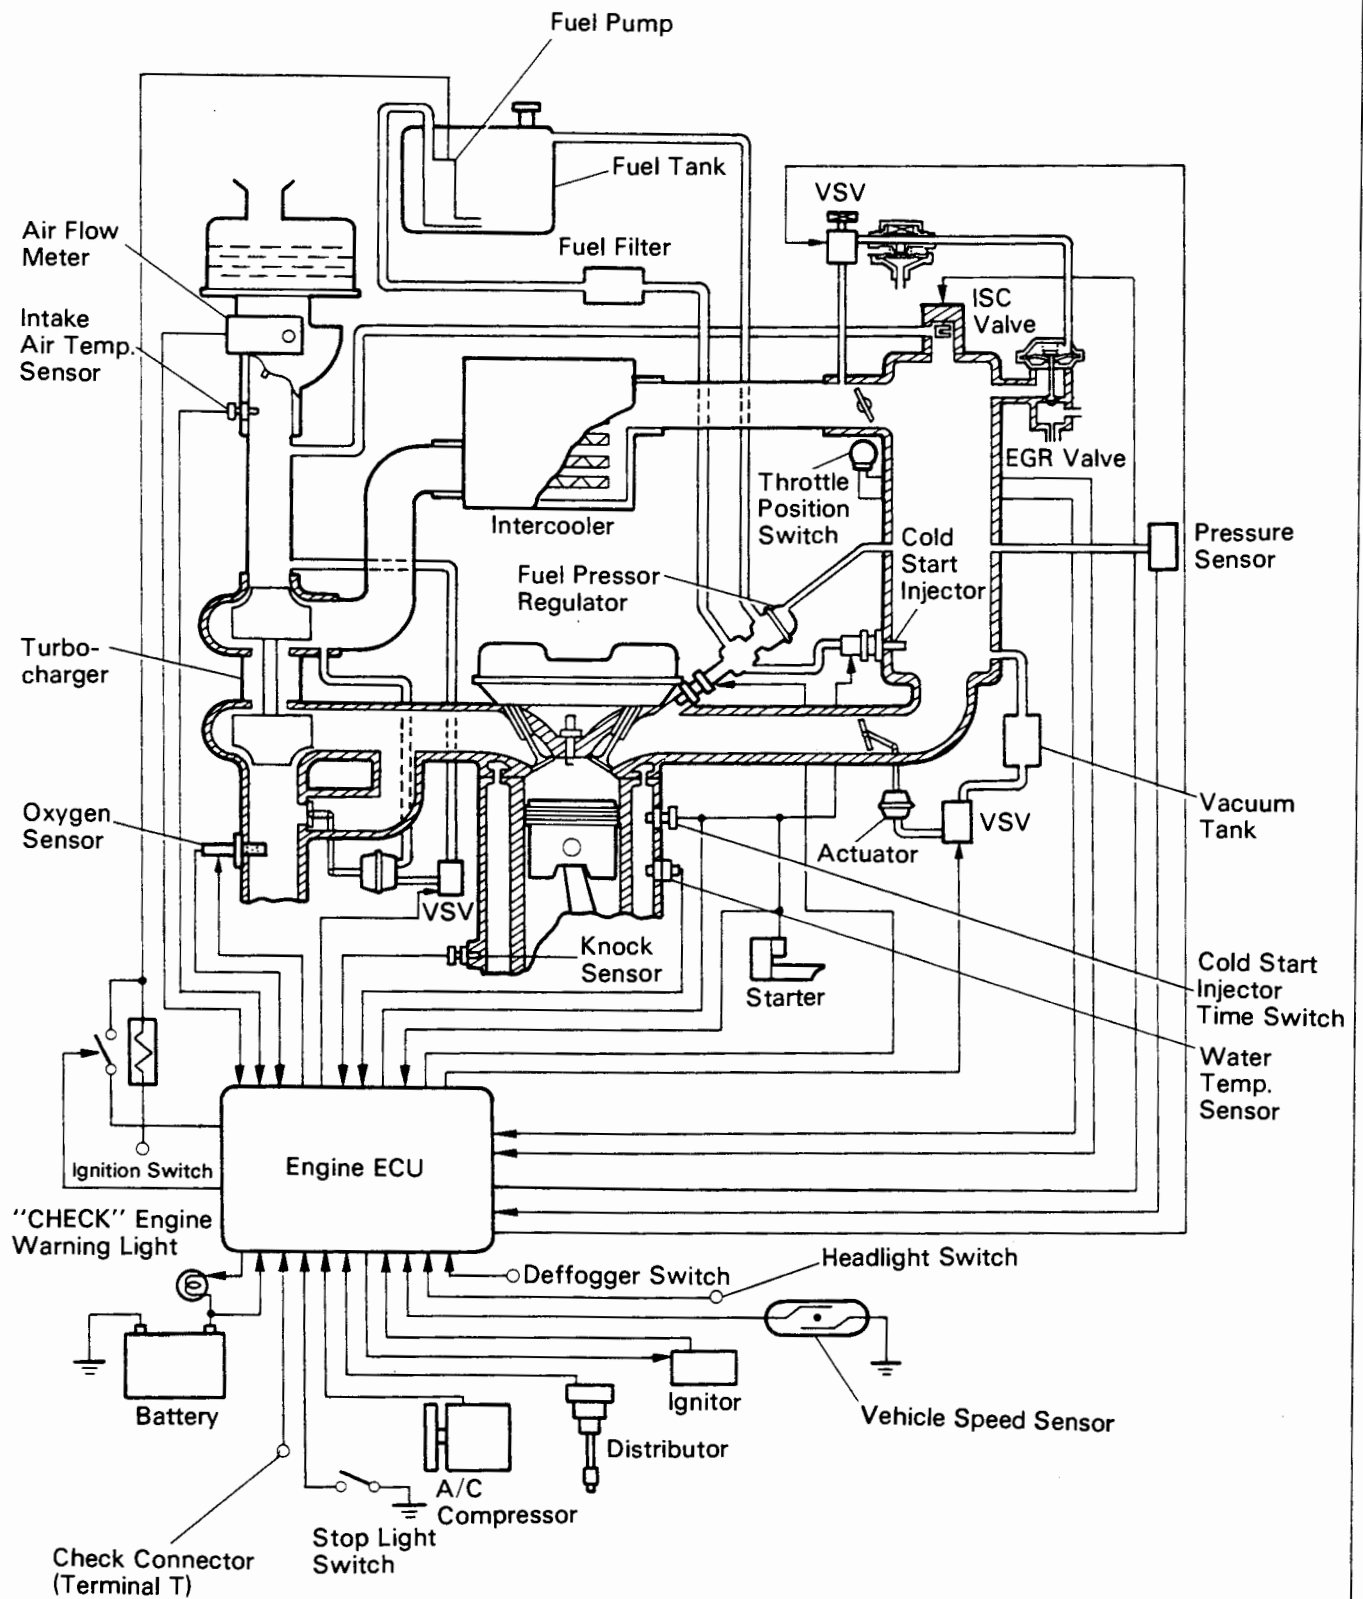 Fuel Pump
Fuel Tank
VSV
Air Flow
Meter
Fuel Filter
ISC
Valve
Intake
Air Temp.
Sensor
EGR Valve
Throttle
Position
Switch
Intercooler
Cold
Start
Injector
Pressure
Sensor
Fuel Pressor
Regulator
Turbo-
charger
Oxygen
Sensor
Vacuum
Tank
VSV
Actuator
VSV
Knock
Sensor
Starter
Cold Start
Injector
Time Switch
Water
Temp.
Sensor
Engine ECU
Ignition Switch
"CHECK" Engine
Warning Light
Headlight Switch
Deffogger Switch
Battery
Ignitor
Vehicle Speed Sensor
Distributor
A/C
Compressor
Stop Light
Switch
Check Connector
(Terminal T)